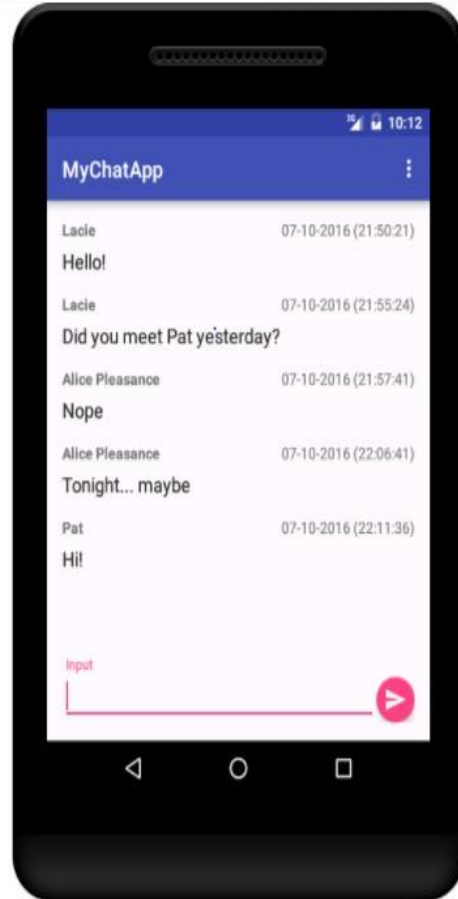 3G 10:12
MyChatApp
Lacie 07-10-2016 (21:50:21)
Hello!
Lacie 07-10-2016 (21:55:24)
Did you meet Pat yesterday?
Alice Pleasance 07-10-2016 (21:57:41)
Nope
Alice Pleasance 07-10-2016 (22:06:41)
Tonight... maybe
Pat 07-10-2016 (22:11:36)
Hi!
Input